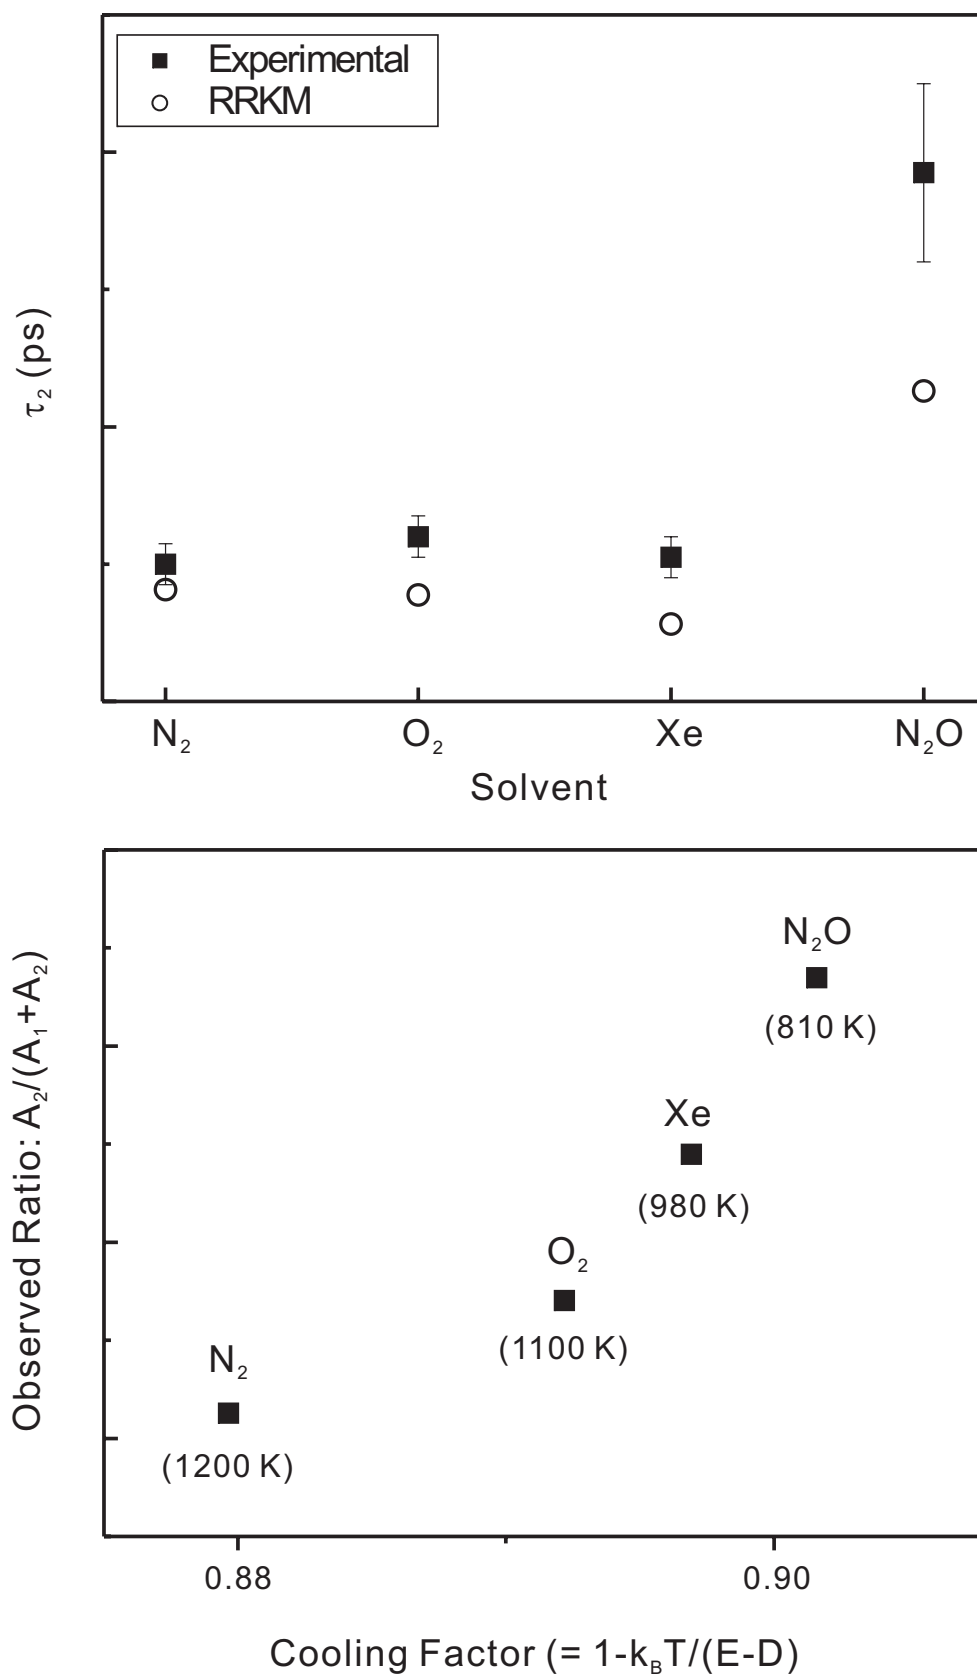 Experimental
RRKM
τ₂ (ps)
N₂ O₂ Xe N₂O
Solvent
Observed Ratio: A₂/(A₁+A₂)
N₂O
(810 K)
Xe
(980 K)
O₂
(1100 K)
N₂
(1200 K)
0.88 0.90
Cooling Factor (= 1-k_BT/(E-D)